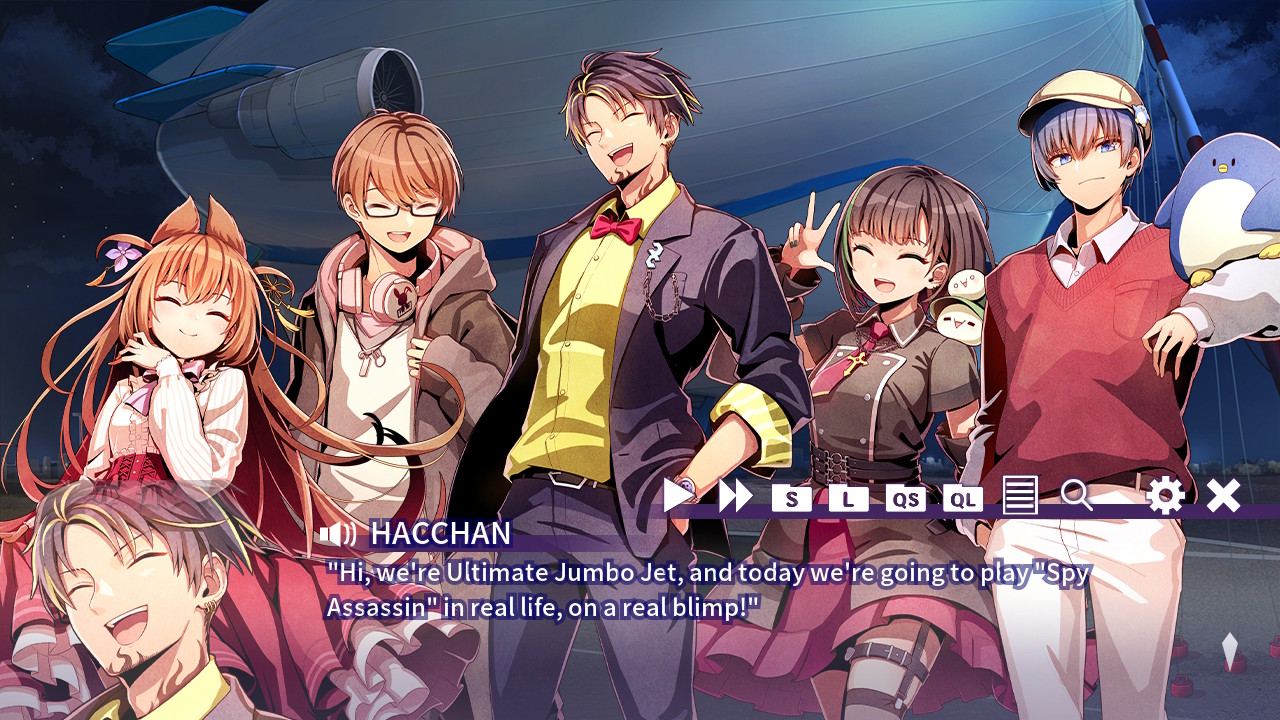 S L QS QL
HACCHAN
"Hi, we're Ultimate Jumbo Jet, and today we're going to play "Spy
Assassin" in real life, on a real blimp!"